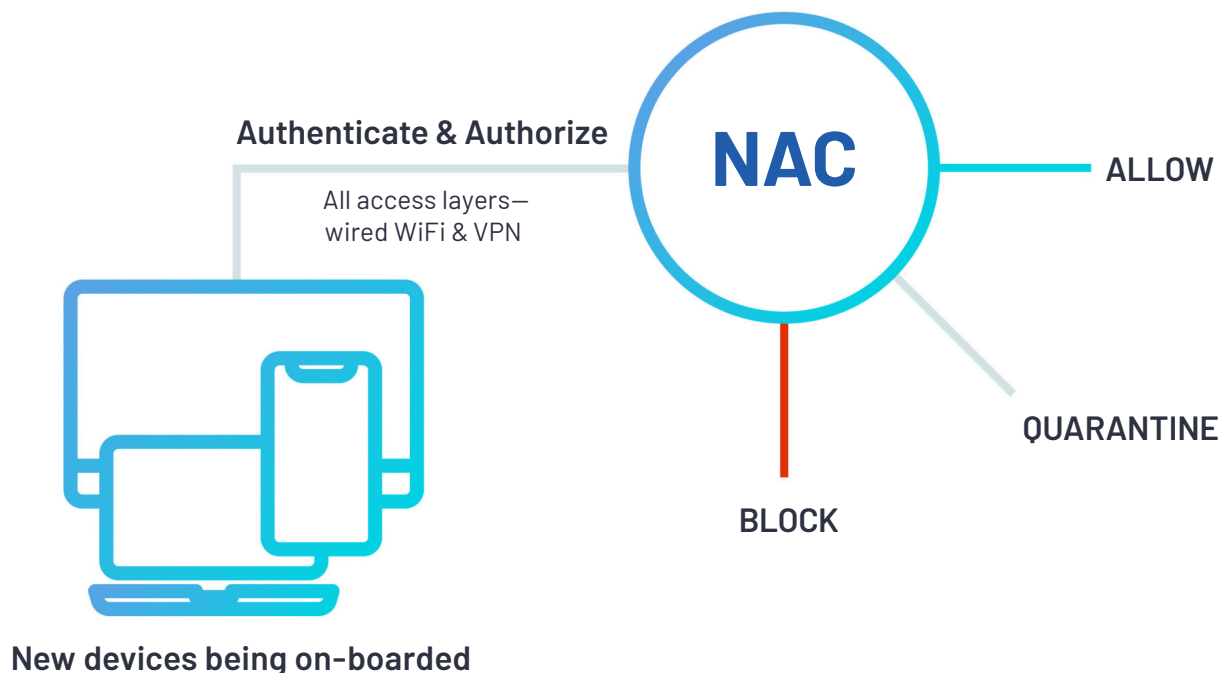 Authenticate & Authorize
All access layers—
wired WiFi & VPN
NAC
ALLOW
QUARANTINE
BLOCK
New devices being on-boarded